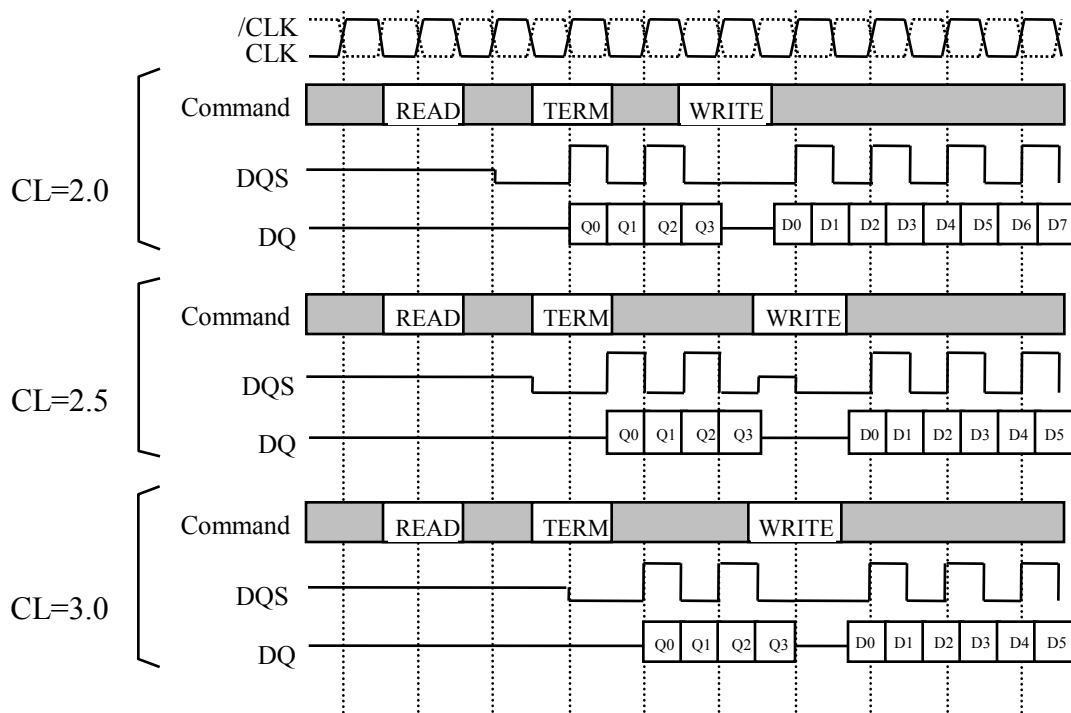 /CLK
CLK
CL=2.0
Command READ TERM WRITE
DQS
DQ Q0 Q1 Q2 Q3 D0 D1 D2 D3 D4 D5 D6 D7
CL=2.5
Command READ TERM WRITE
DQS
DQ Q0 Q1 Q2 Q3 D0 D1 D2 D3 D4 D5
CL=3.0
Command READ TERM WRITE
DQS
DQ Q0 Q1 Q2 Q3 D0 D1 D2 D3 D4 D5